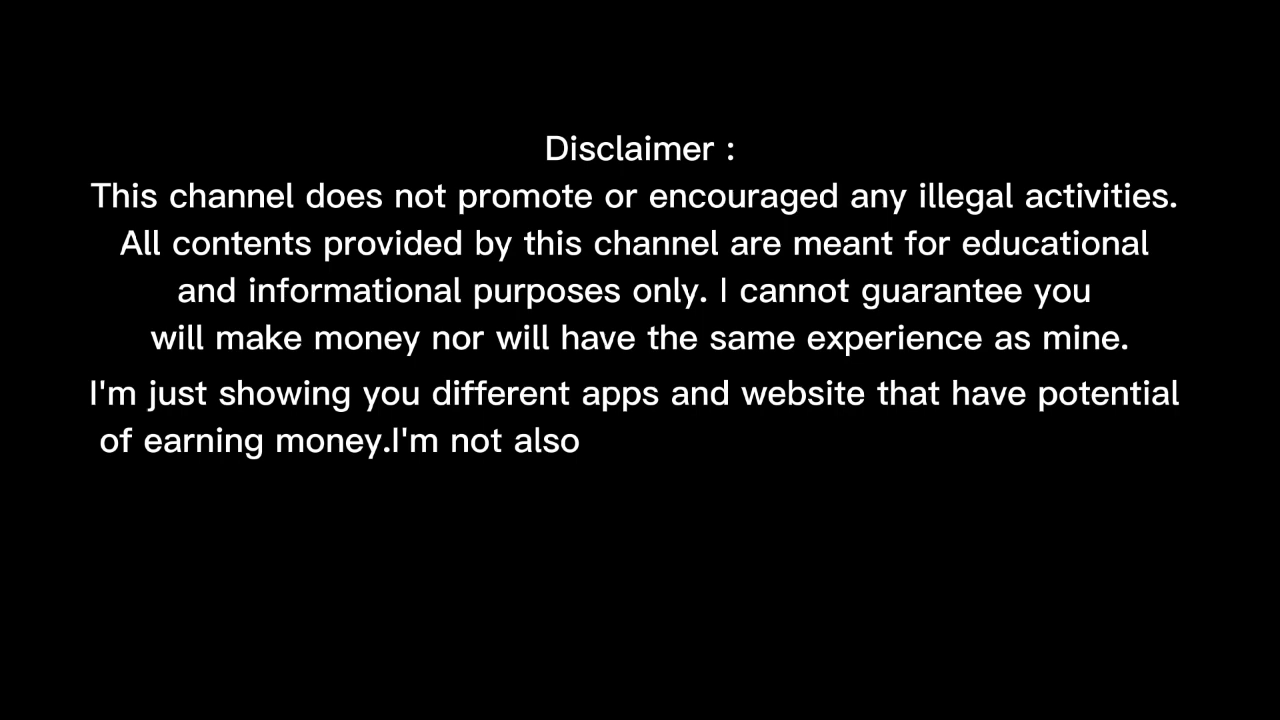 Disclaimer :
This channel does not promote or encouraged any illegal activities.
All contents provided by this channel are meant for educational
and informational purposes only. I cannot guarantee you
will make money nor will have the same experience as mine.
I'm just showing you different apps and website that have potential
of earning money.I'm not also